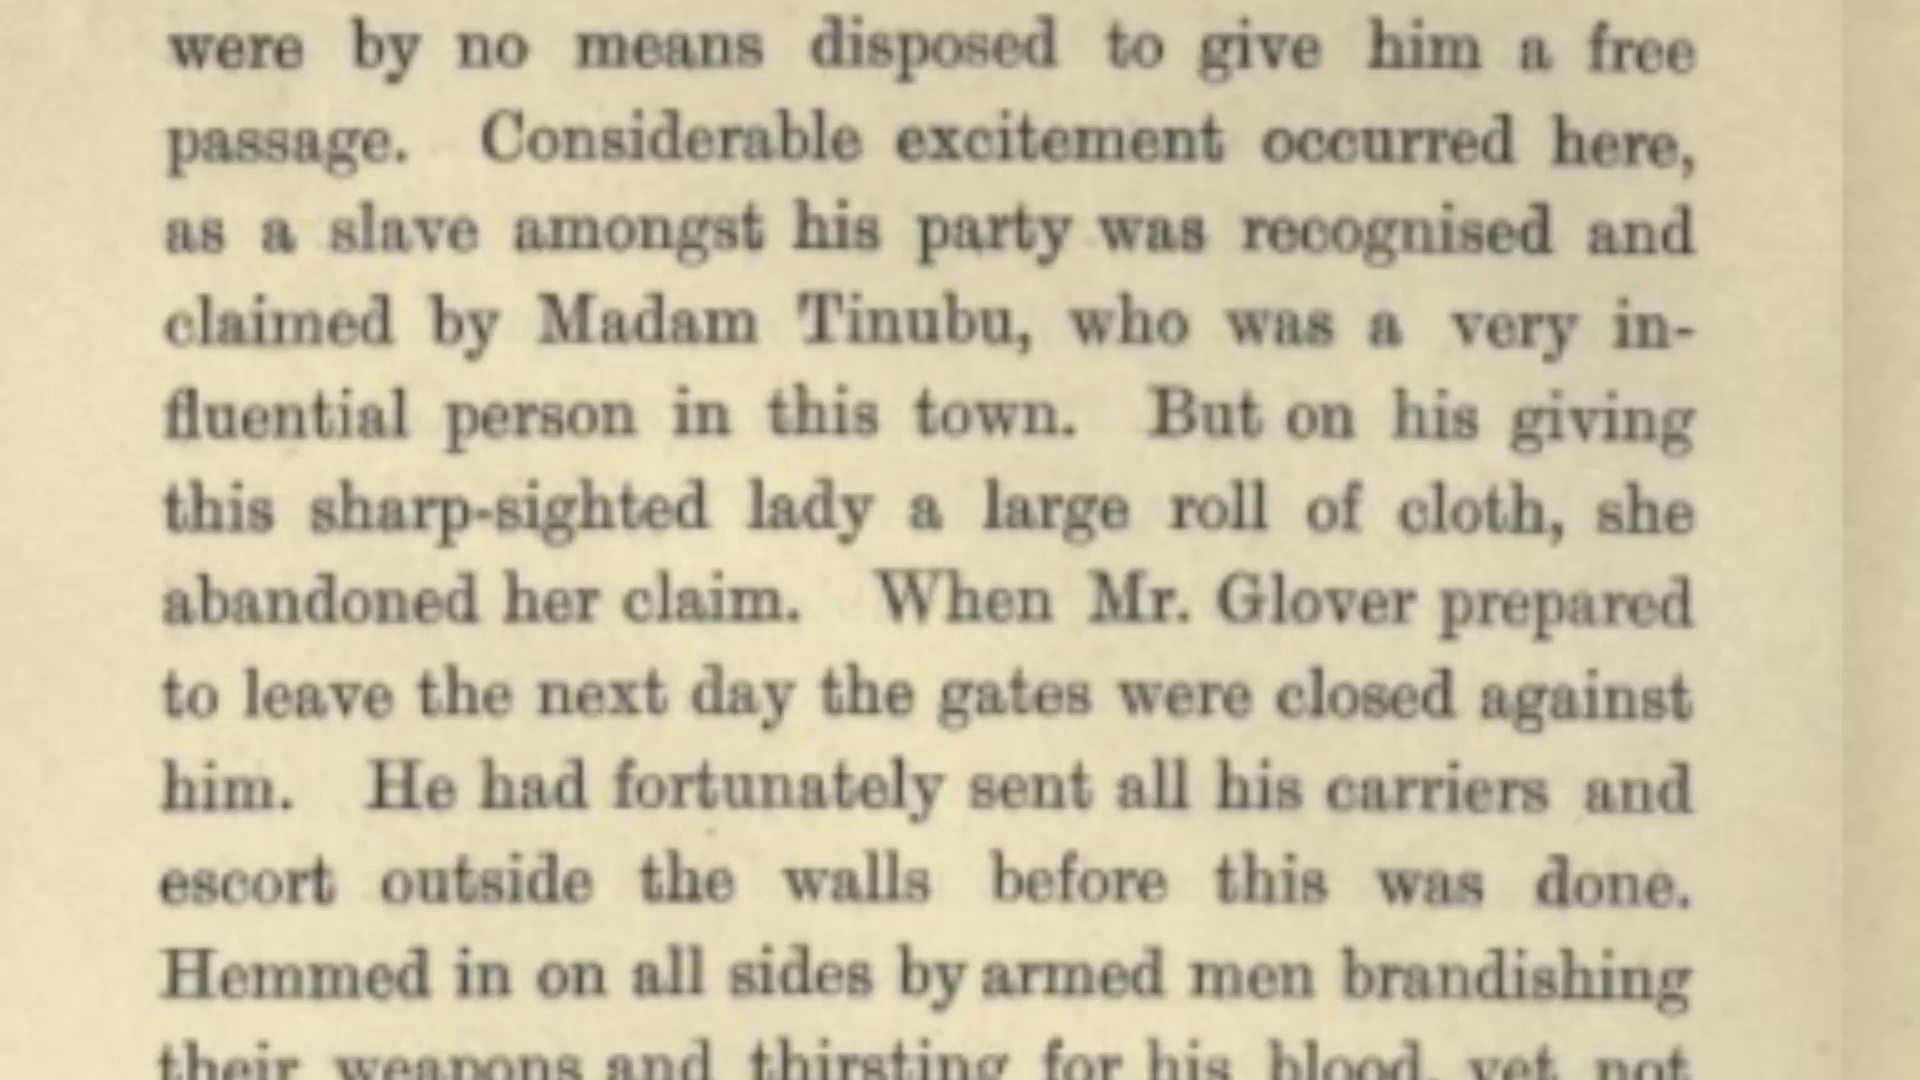 were by no means disposed to give him a free
passage. Considerable excitement occurred here,
as a slave amongst his party was recognised and
claimed by Madam Tinubu, who was a very in-
fluential person in this town. But on his giving
this sharp-sighted lady a large roll of cloth, she
abandoned her claim. When Mr. Glover prepared
to leave the next day the gates were closed against
him. He had fortunately sent all his carriers and
escort outside the walls before this was done.
Hemmed in on all sides by armed men brandishing
their weapons and thirsting for his blood, yet not